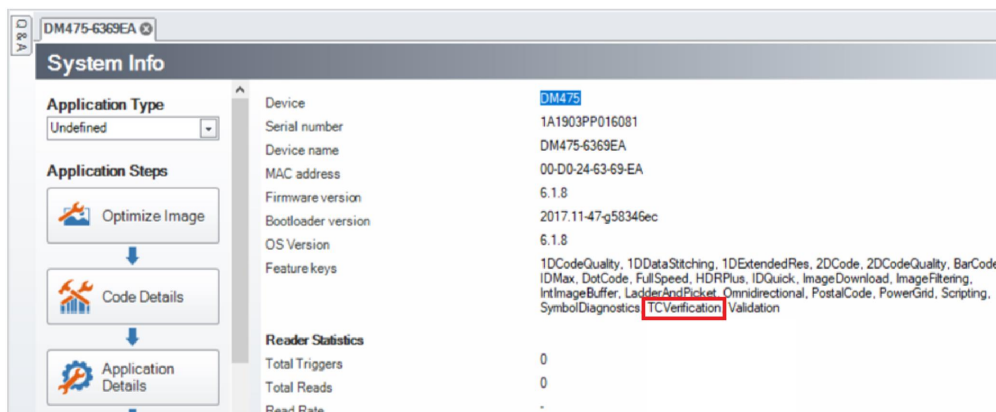 Q & A
DM475-6369EA
System Info
Application Type
Undefined
Application Steps
Optimize Image
Code Details
Application
Details
Device DM475
Serial number 1A1903PP016081
Device name DM475-6369EA
MAC address 00-D0-24-63-69-EA
Firmware version 6.1.8
Bootloader version 2017.11-47-g58346ec
OS Version 6.1.8
Feature keys 1DCodeQuality, 1DDataStitching, 1DExtendedRes, 2DCode, 2DCodeQuality, BarCode
IDMax, DotCode, FullSpeed, HDRPlus, IDQuick, ImageDownload, ImageFiltering,
IntImageBuffer, LadderAndPicket, Omnidirectional, PostalCode, PowerGrid, Scripting,
SymbolDiagnostics, TCVerification, Validation
Reader Statistics
Total Triggers 0
Total Reads 0
Read Rate -